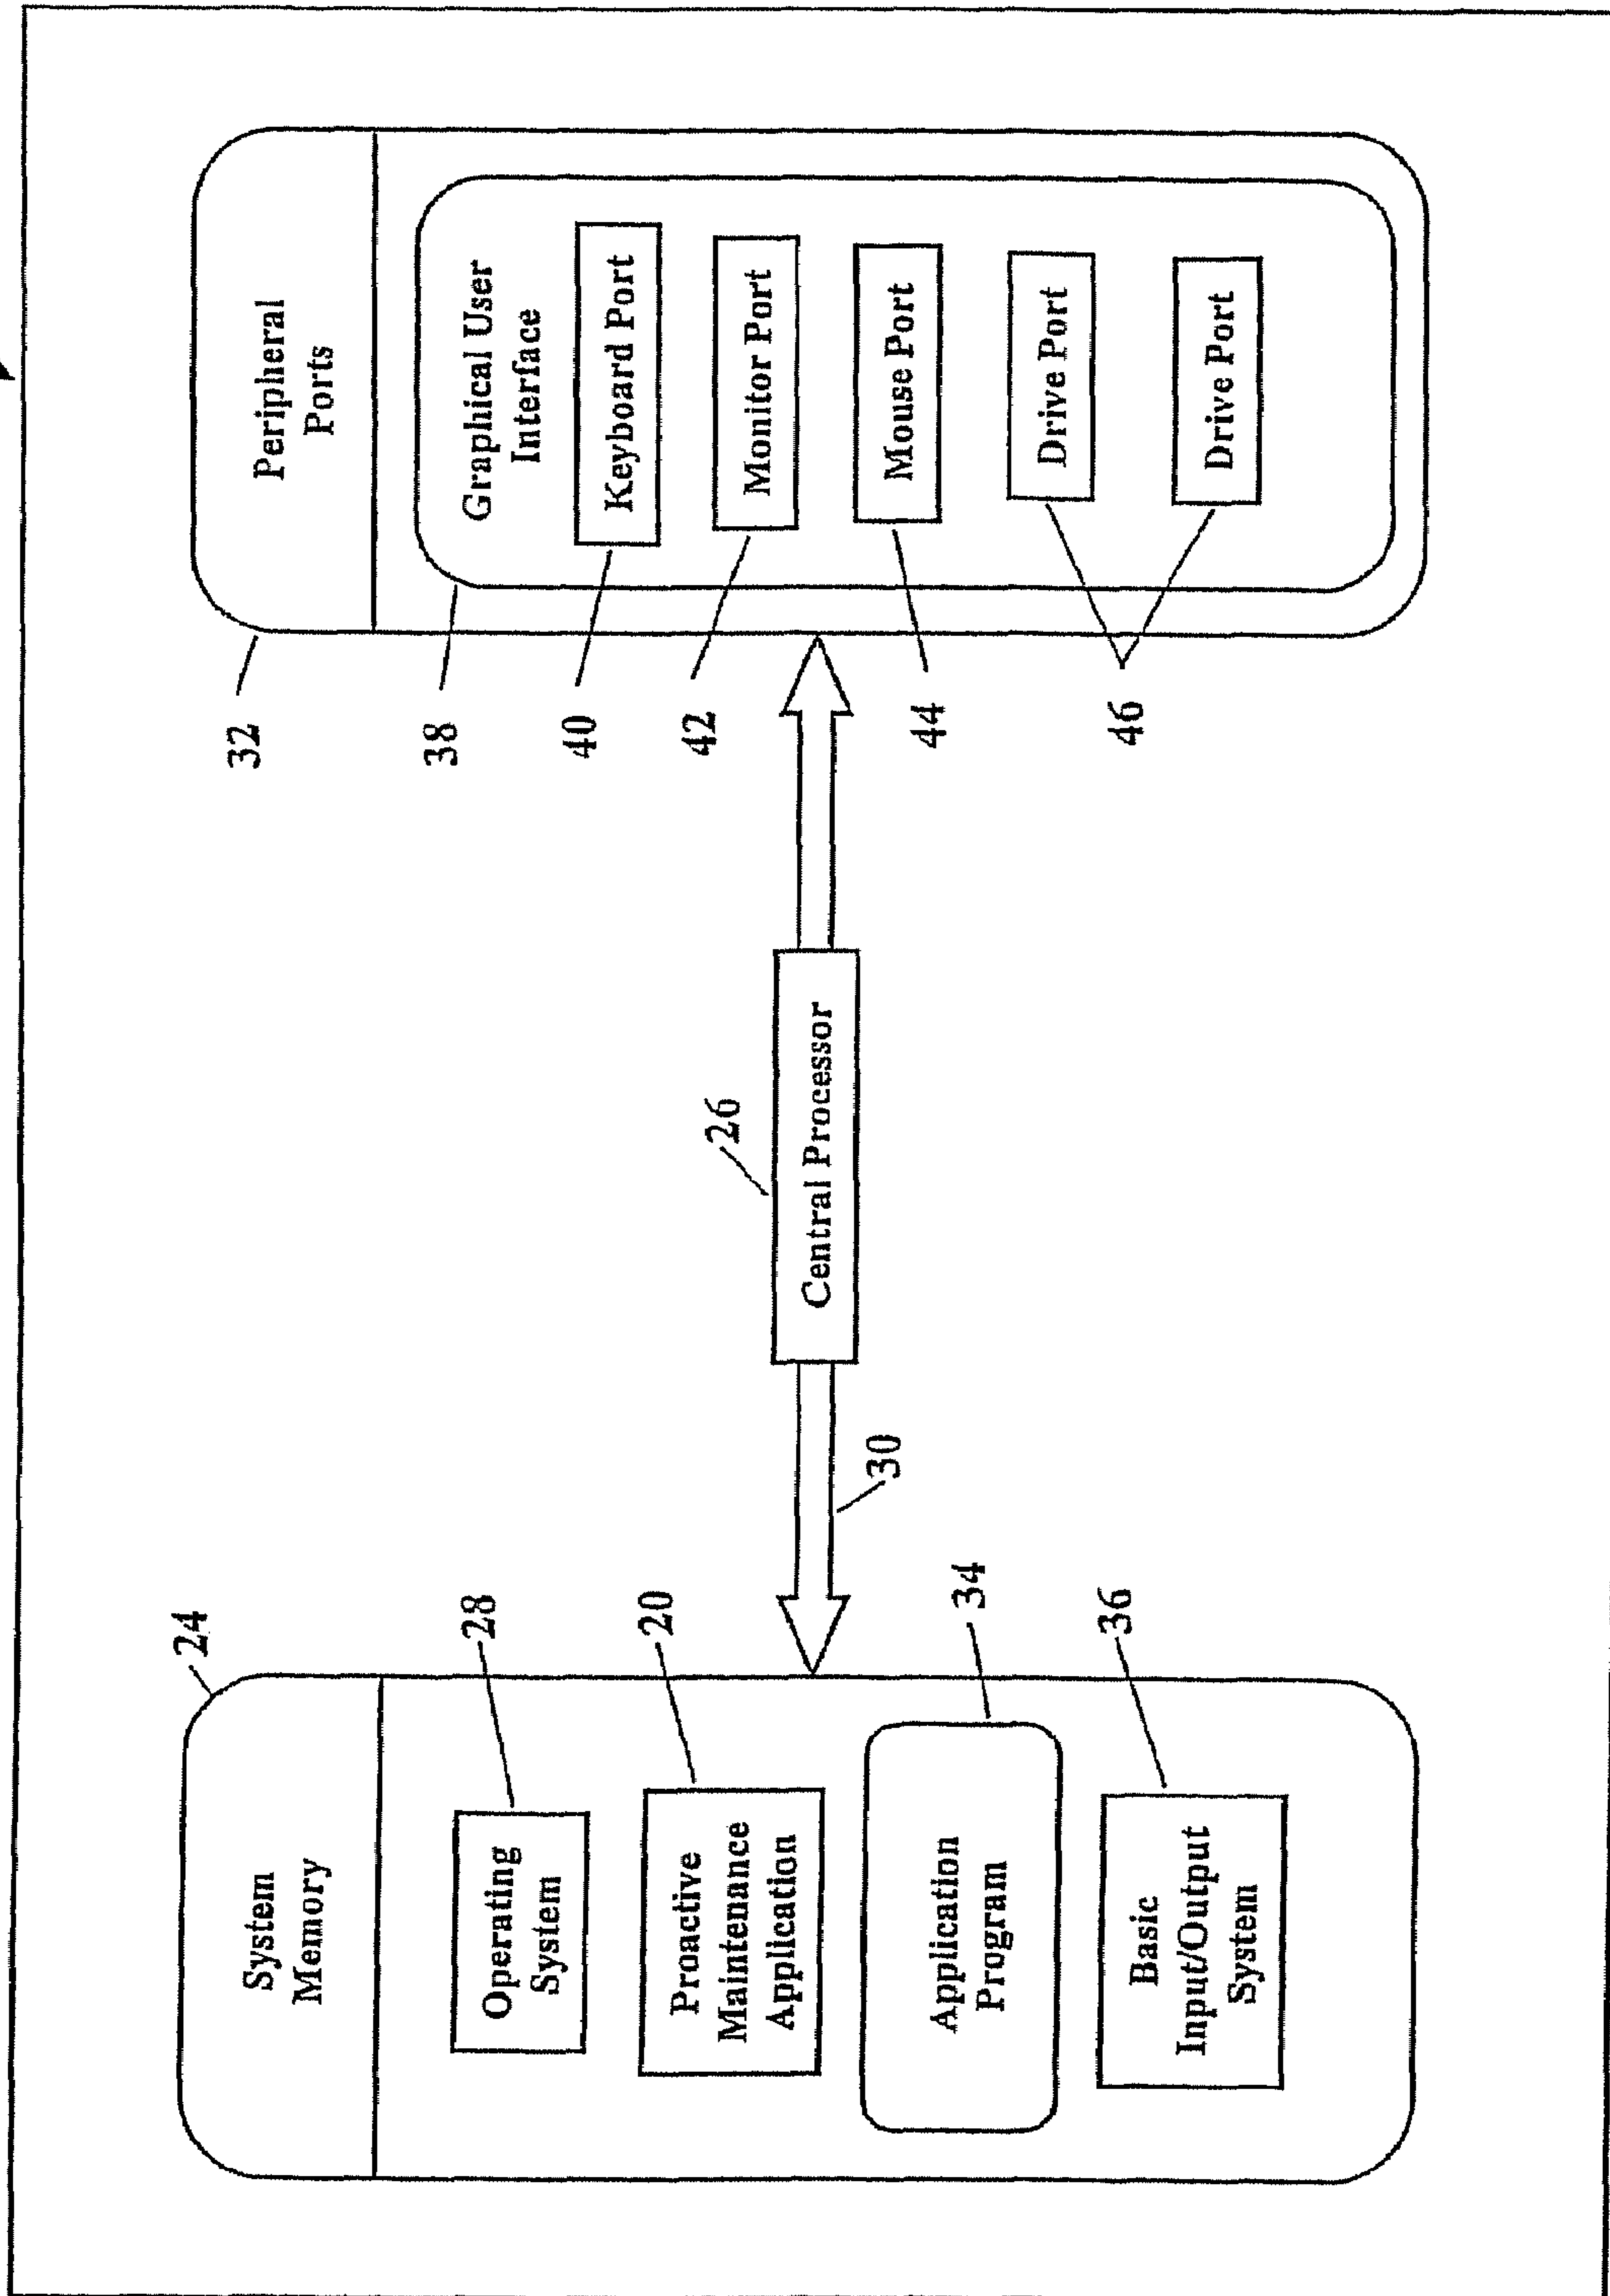 24
System
Memory
28
Operating
System
20
Proactive
Maintenance
Application
34
Application
Program
36
Basic
Input/Output
System
26
Central Processor
30
32
Peripheral
Ports
38
Graphical User
Interface
40
Keyboard Port
42
Monitor Port
44
Mouse Port
46
Drive Port
Drive Port